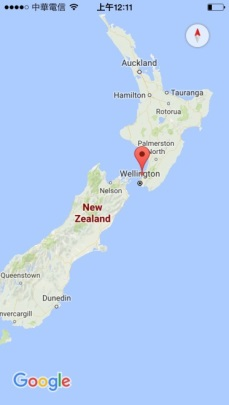 中華電信 上午12:11
Auckland
Hamilton Tauranga
Rotorua
Palmerston
North
Wellington
Nelson
New
Zealand
Queenstown
Dunedin
nvercargill
Google